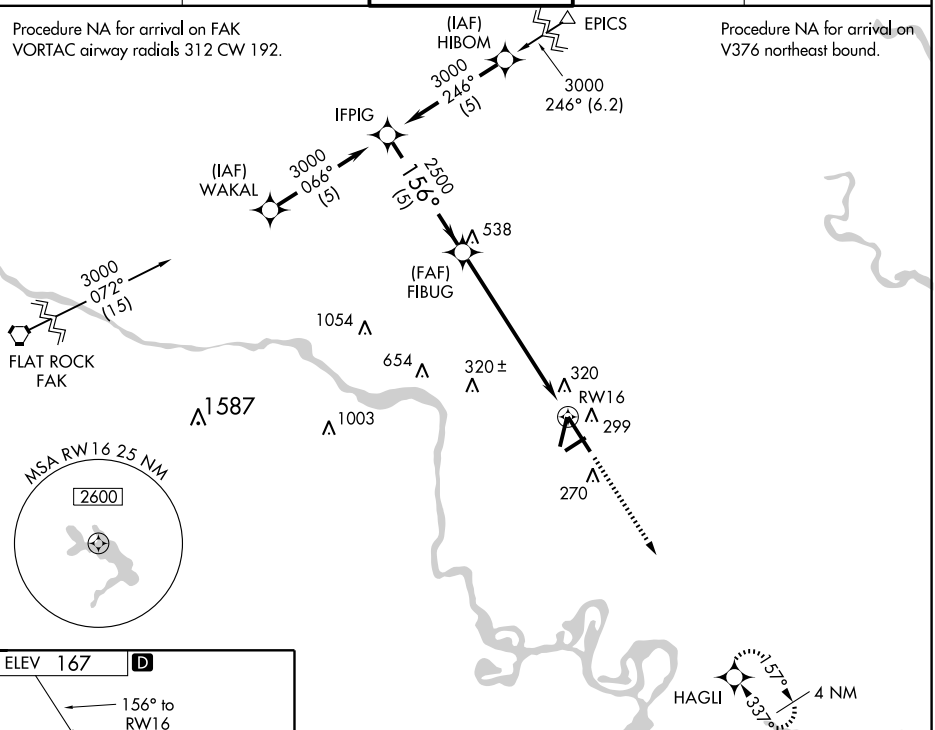 Procedure NA for arrival on FAK
VORTAC airway radials 312 CW 192.
(IAF)
HIBOM
EPICS
Procedure NA for arrival on
V376 northeast bound.
3000
246°
(5)
3000
246° (6.2)
IFPIG
(IAF)
WAKAL
3000
066°
(5)
2500
156°
(5)
538
(FAF)
FIBUG
3000
072°
(15)
FLAT ROCK
FAK
1054
654
320 ±
320
RW16
299
1587
1003
270
MSA RW16 25 NM
2600
ELEV 167 D
156° to
RW16
HAGLI
157°
337°
4 NM